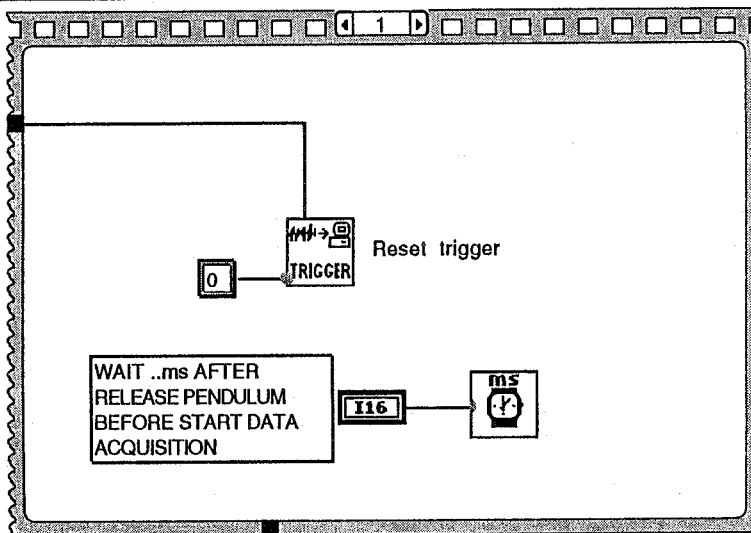 1
TRIGGER
Reset trigger
0
WAIT ..ms AFTER
RELEASE PENDULUM
BEFORE START DATA
ACQUISITION
I16
ms